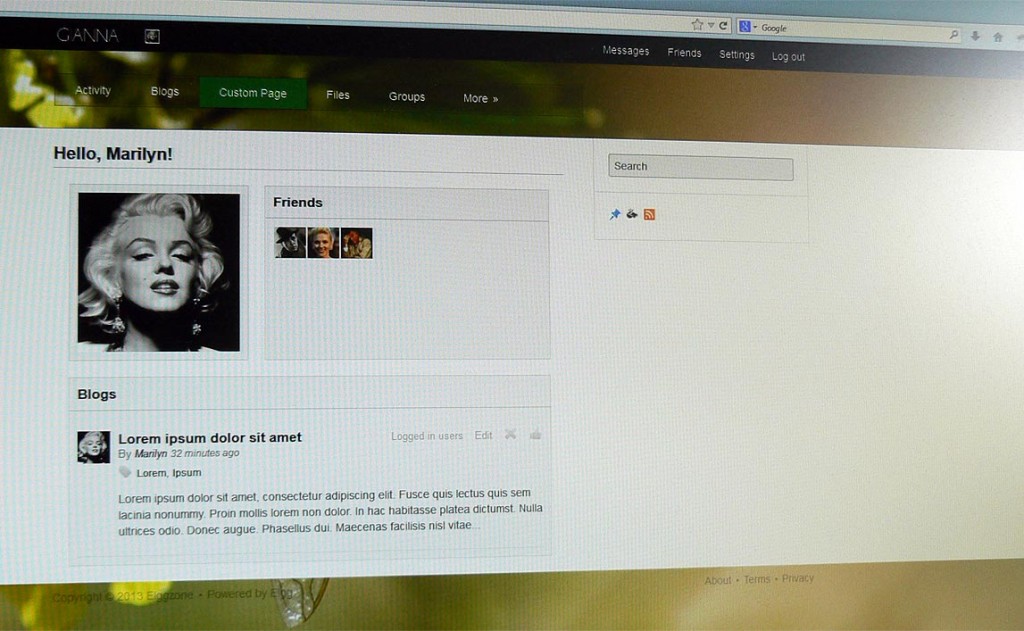 Google
GANNA
Messages Friends Settings Log out
Activity Blogs Custom Page Files Groups More »
Hello, Marilyn!
Search
Friends
Blogs
Lorem ipsum dolor sit amet
Logged in users Edit
By Marilyn 32 minutes ago
Lorem, Ipsum
Lorem ipsum dolor sit amet, consectetur adipiscing elit. Fusce quis lectus quis sem
lacinia nonummy. Proin mollis lorem non dolor. In hac habitasse platea dictumst. Nulla
ultrices odio. Donec augue. Phasellus dui. Maecenas facilisis nisl vitae...
About • Terms • Privacy
Copyright © 2013 Elggzone • Powered by Elgg